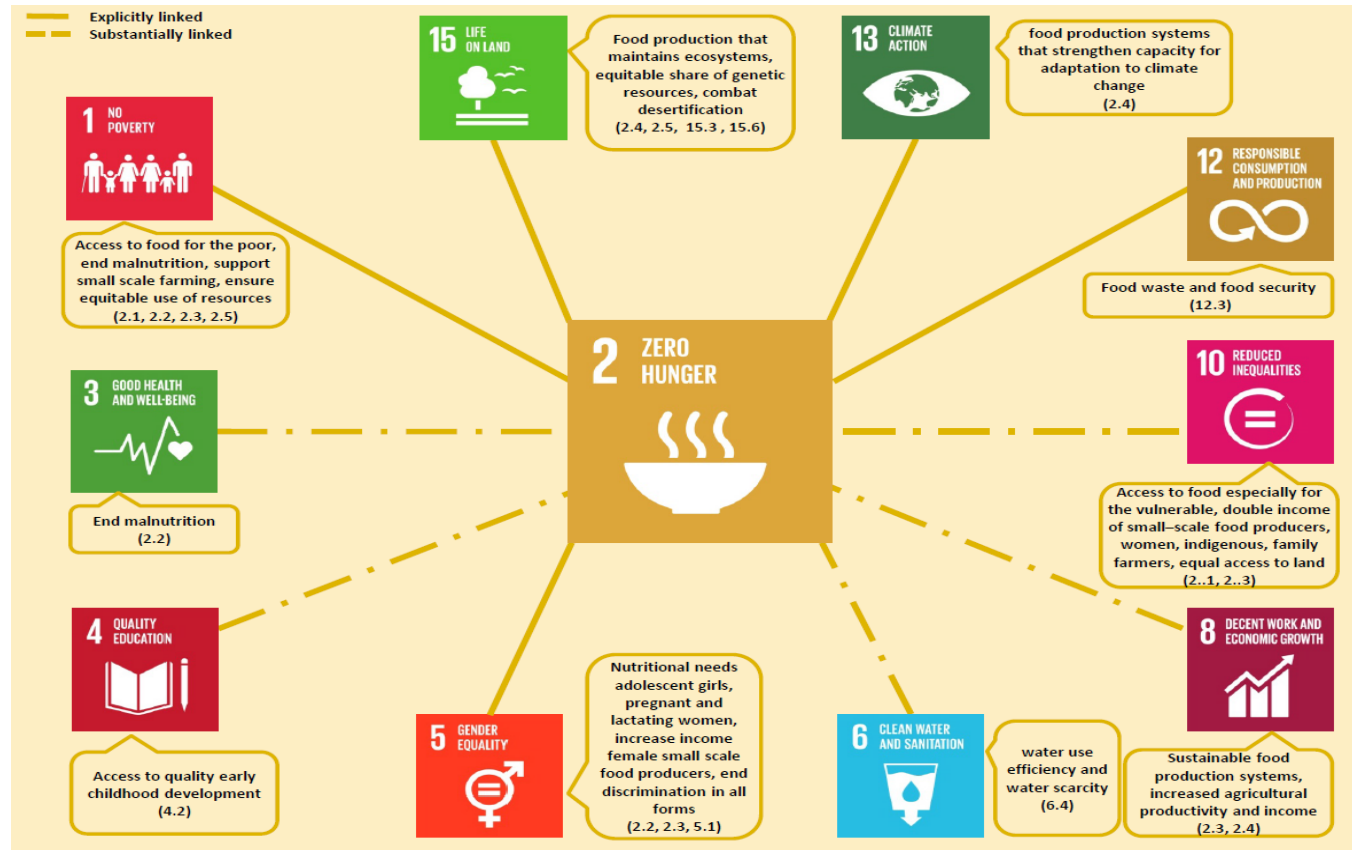 Explicitly linked
Substantially linked
15 LIFE
ON LAND
Food production that
maintains ecosystems,
equitable share of genetic
resources, combat
desertification
(2.4, 2.5, 15.3 , 15.6)
13 CLIMATE
ACTION
food production systems
that strengthen capacity for
adaptation to climate
change
(2.4)
1 NO
POVERTY
Access to food for the poor,
end malnutrition, support
small scale farming, ensure
equitable use of resources
(2.1, 2.2, 2.3, 2.5)
12 RESPONSIBLE
CONSUMPTION
AND PRODUCTION
Food waste and food security
(12.3)
2 ZERO
HUNGER
3 GOOD HEALTH
AND WELL-BEING
End malnutrition
(2.2)
10 REDUCED
INEQUALITIES
Access to food especially for
the vulnerable, double income
of small–scale food producers,
women, indigenous, family
farmers, equal access to land
(2..1, 2..3)
4 QUALITY
EDUCATION
Access to quality early
childhood development
(4.2)
5 GENDER
EQUALITY
Nutritional needs
adolescent girls,
pregnant and
lactating women,
increase income
female small scale
food producers, end
discrimination in all
forms
(2.2, 2.3, 5.1)
6 CLEAN WATER
AND SANITATION
water use
efficiency and
water scarcity
(6.4)
8 DECENT WORK AND
ECONOMIC GROWTH
Sustainable food
production systems,
increased agricultural
productivity and income
(2.3, 2.4)